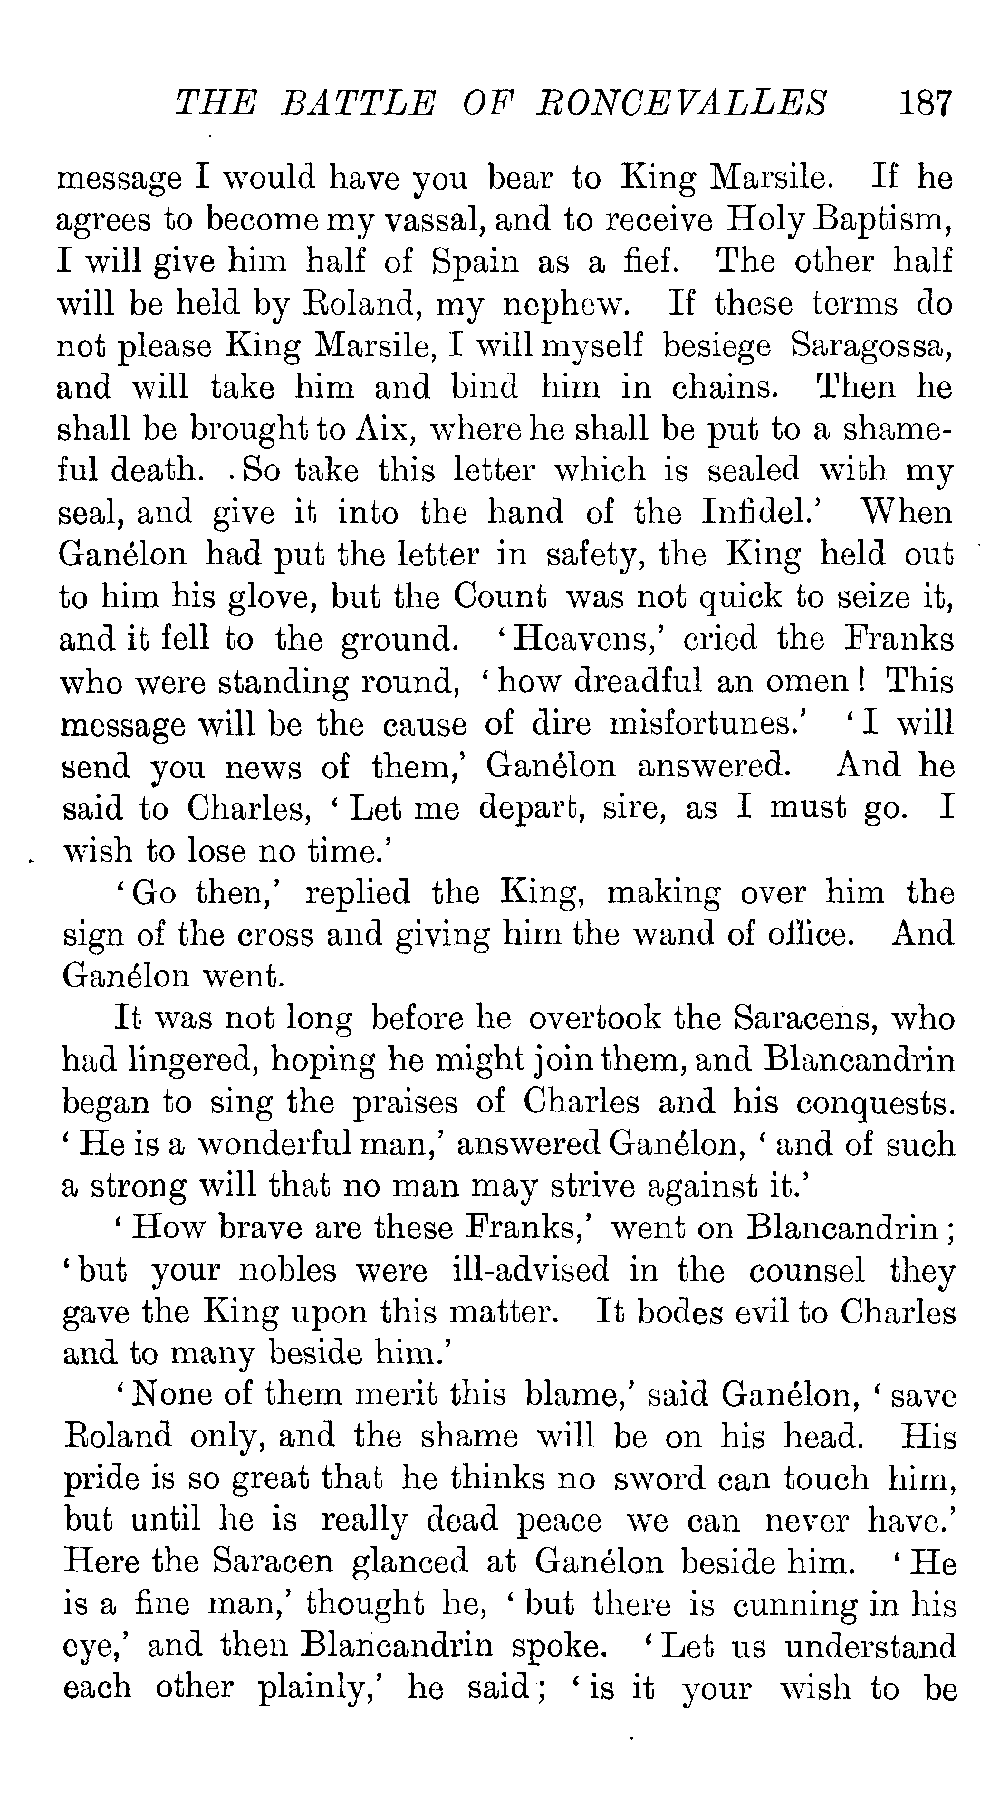 THE BATTLE OF RONCEVALLES 187
message I would have you bear to King Marsile. If he
agrees to become my vassal, and to receive Holy Baptism,
I will give him half of Spain as a fief. The other half
will be held by Roland, my nephew. If these terms do
not please King Marsile, I will myself besiege Saragossa,
and will take him and bind him in chains. Then he
shall be brought to Aix, where he shall be put to a shame-
ful death. So take this letter which is sealed with my
seal, and give it into the hand of the Infidel.’ When
Ganélon had put the letter in safety, the King held out
to him his glove, but the Count was not quick to seize it,
and it fell to the ground. ‘Heavens,’ cried the Franks
who were standing round, ‘how dreadful an omen! This
message will be the cause of dire misfortunes.’ ‘I will
send you news of them,’ Ganélon answered. And he
said to Charles, ‘Let me depart, sire, as I must go. I
wish to lose no time.’
‘Go then,’ replied the King, making over him the
sign of the cross and giving him the wand of office. And
Ganélon went.
It was not long before he overtook the Saracens, who
had lingered, hoping he might join them, and Blancandrin
began to sing the praises of Charles and his conquests.
‘He is a wonderful man,’ answered Ganélon, ‘and of such
a strong will that no man may strive against it.’
‘How brave are these Franks,’ went on Blancandrin;
‘but your nobles were ill-advised in the counsel they
gave the King upon this matter. It bodes evil to Charles
and to many beside him.’
‘None of them merit this blame,’ said Ganélon, ‘save
Roland only, and the shame will be on his head. His
pride is so great that he thinks no sword can touch him,
but until he is really dead peace we can never have.’
Here the Saracen glanced at Ganélon beside him. ‘He
is a fine man,’ thought he, ‘but there is cunning in his
eye,’ and then Blancandrin spoke. ‘Let us understand
each other plainly,’ he said; ‘is it your wish to be